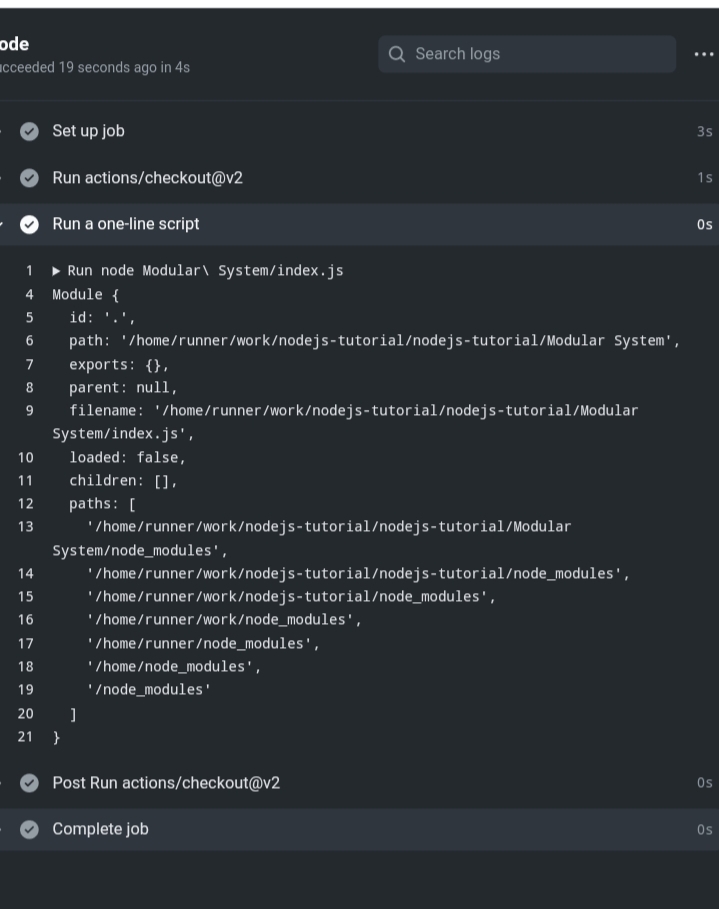 ode
ucceeded 19 seconds ago in 4s
Search logs
Set up job 3s
Run actions/checkout@v2 1s
Run a one-line script 0s
1 ▶ Run node Modular\ System/index.js
4 Module {
5 id: '.',
6 path: '/home/runner/work/nodejs-tutorial/nodejs-tutorial/Modular System',
7 exports: {},
8 parent: null,
9 filename: '/home/runner/work/nodejs-tutorial/nodejs-tutorial/Modular
System/index.js',
10 loaded: false,
11 children: [],
12 paths: [
13 '/home/runner/work/nodejs-tutorial/nodejs-tutorial/Modular
System/node_modules',
14 '/home/runner/work/nodejs-tutorial/nodejs-tutorial/node_modules',
15 '/home/runner/work/nodejs-tutorial/node_modules',
16 '/home/runner/work/node_modules',
17 '/home/runner/node_modules',
18 '/home/node_modules',
19 '/node_modules'
20 ]
21 }
Post Run actions/checkout@v2 0s
Complete job 0s